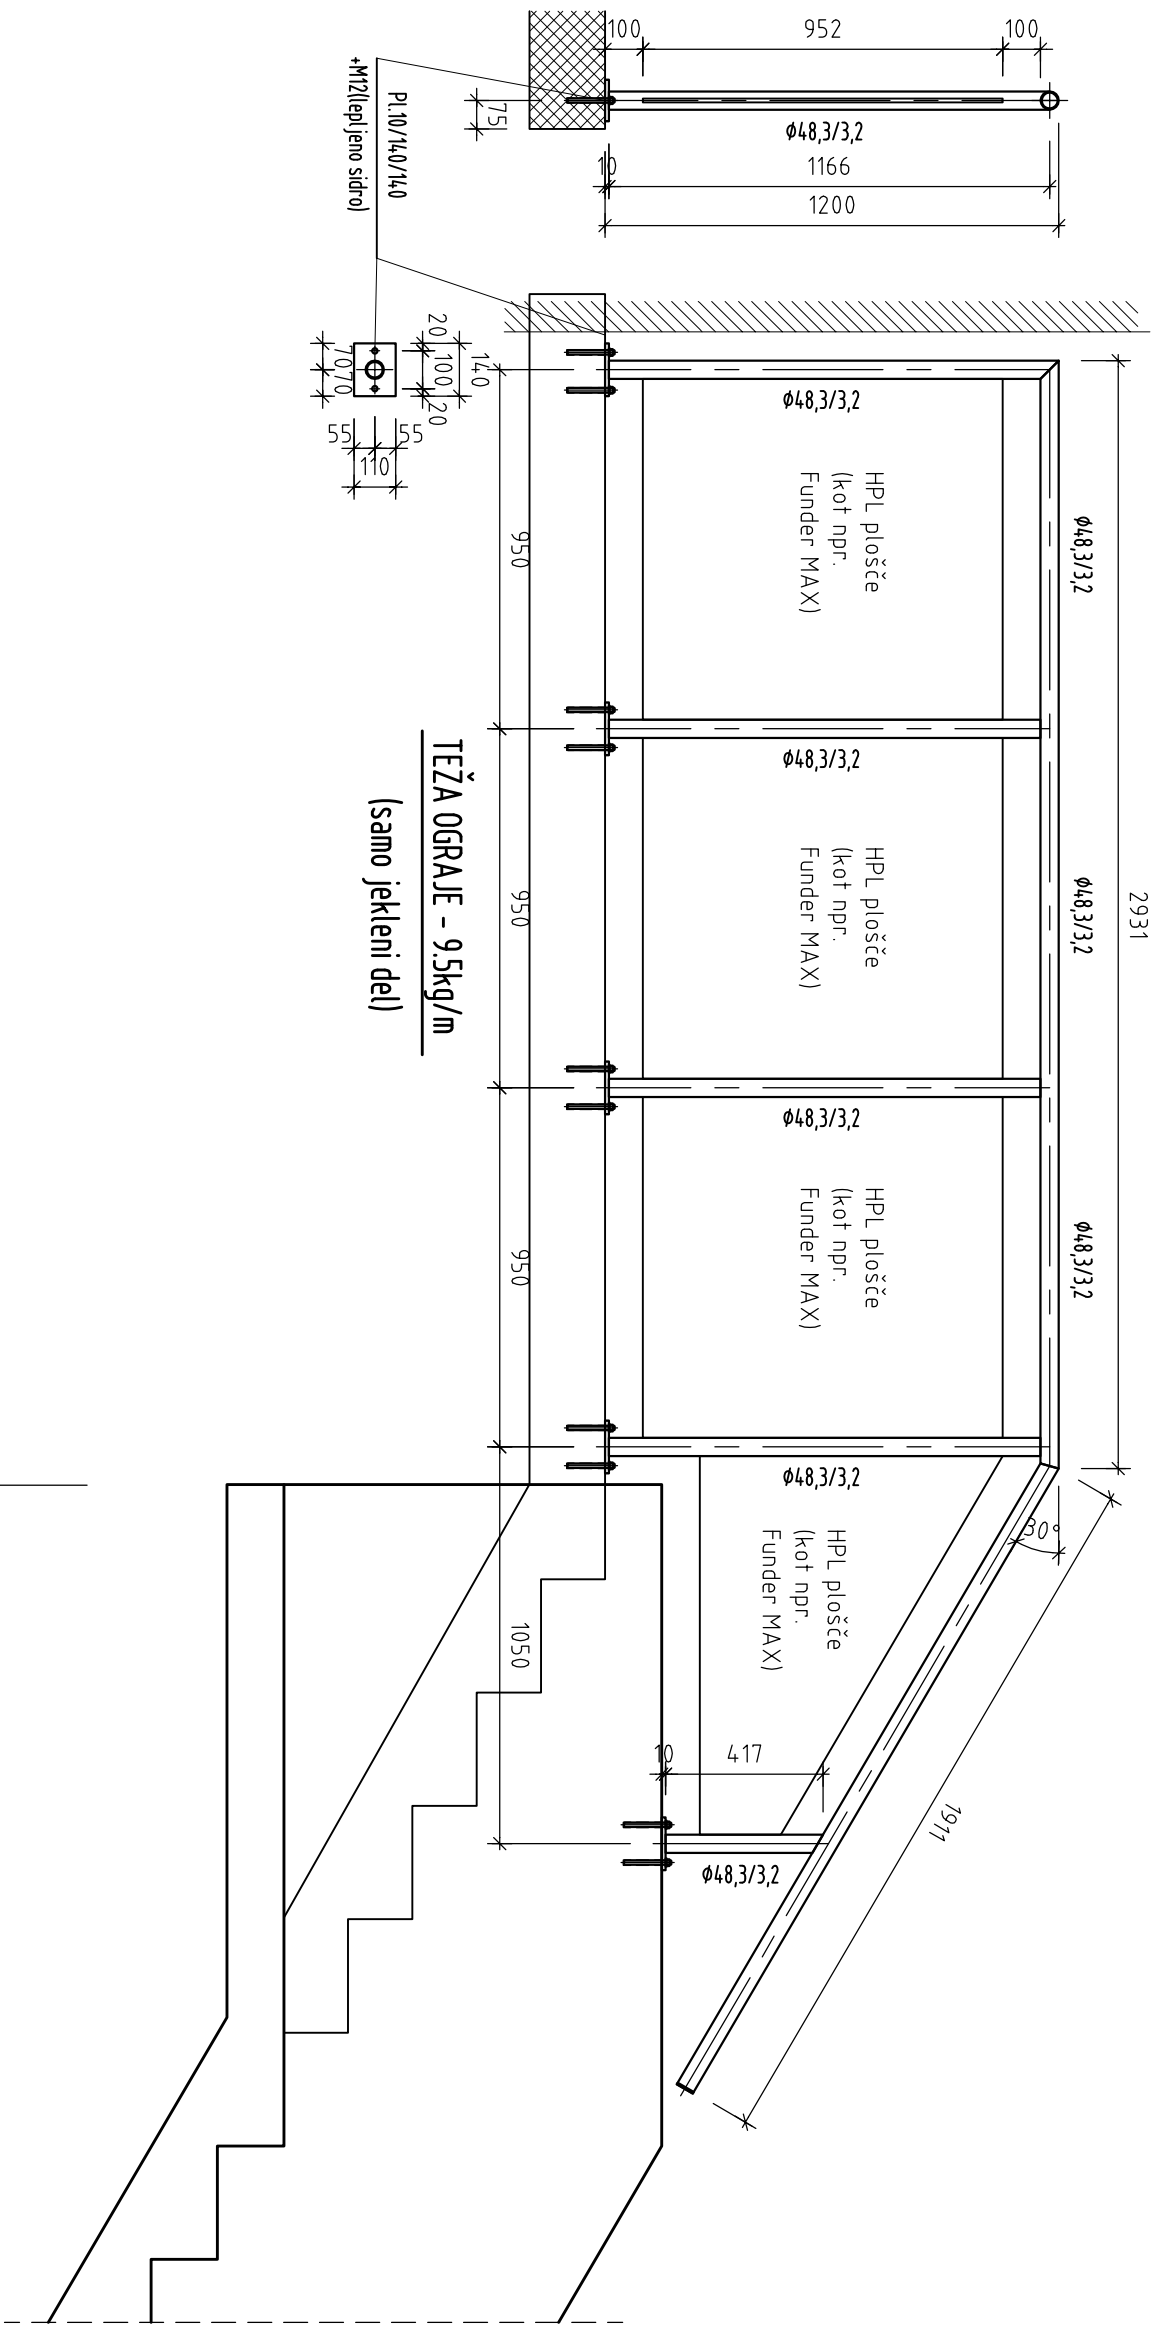 100
952
100
φ48,3/3,2
10
1166
1200
75
Pl.10/140/140
+M12(lepljeno sidro)
20
100
20
140
70
70
55
55
110
2931
φ48,3/3,2
φ48,3/3,2
φ48,3/3,2
φ48,3/3,2
φ48,3/3,2
φ48,3/3,2
φ48,3/3,2
HPL plošče
(kot npr.
Funder MAX)
HPL plošče
(kot npr.
Funder MAX)
HPL plošče
(kot npr.
Funder MAX)
HPL plošče
(kot npr.
Funder MAX)
30°
1911
10
417
φ48,3/3,2
950
950
950
1050
TEŽA OGRAJE - 9.5kg/m
(samo jekleni del)